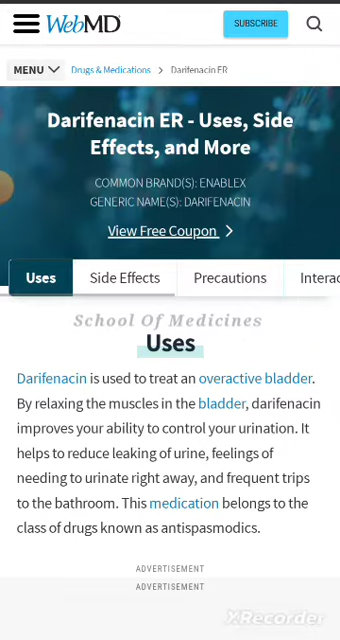 WebMD
SUBSCRIBE
MENU Drugs & Medications > Darifenacin ER
Darifenacin ER - Uses, Side
Effects, and More
COMMON BRAND(S): ENABLEX
GENERIC NAME(S): DARIFENACIN
View Free Coupon >
Uses Side Effects Precautions Interac
School Of Medicines
Uses
Darifenacin is used to treat an overactive bladder.
By relaxing the muscles in the bladder, darifenacin
improves your ability to control your urination. It
helps to reduce leaking of urine, feelings of
needing to urinate right away, and frequent trips
to the bathroom. This medication belongs to the
class of drugs known as antispasmodics.
ADVERTISEMENT
ADVERTISEMENT
XRecorder